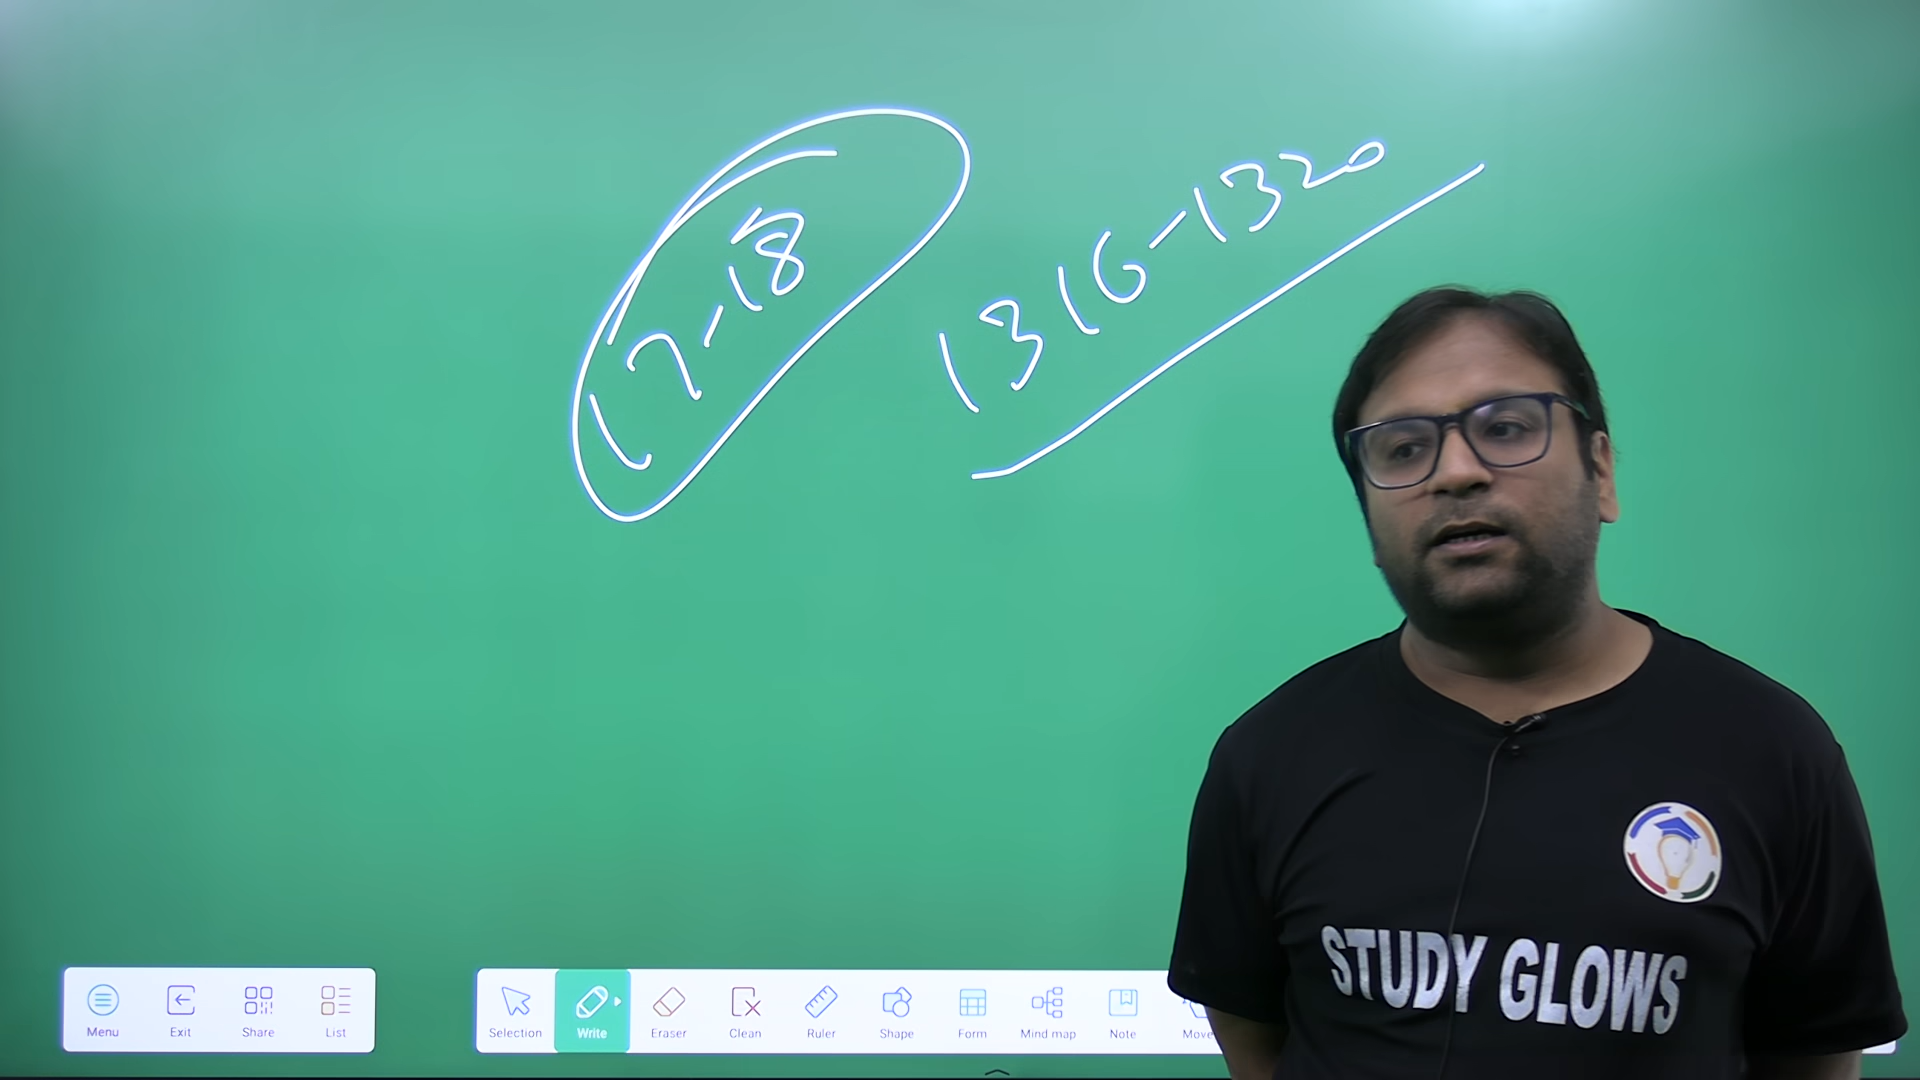 17-18
1316-1320
STUDY GLOWS
Menu
Exit
Share
List
Selection
Write
Eraser
Clean
Ruler
Shape
Form
Mind map
Note
Move